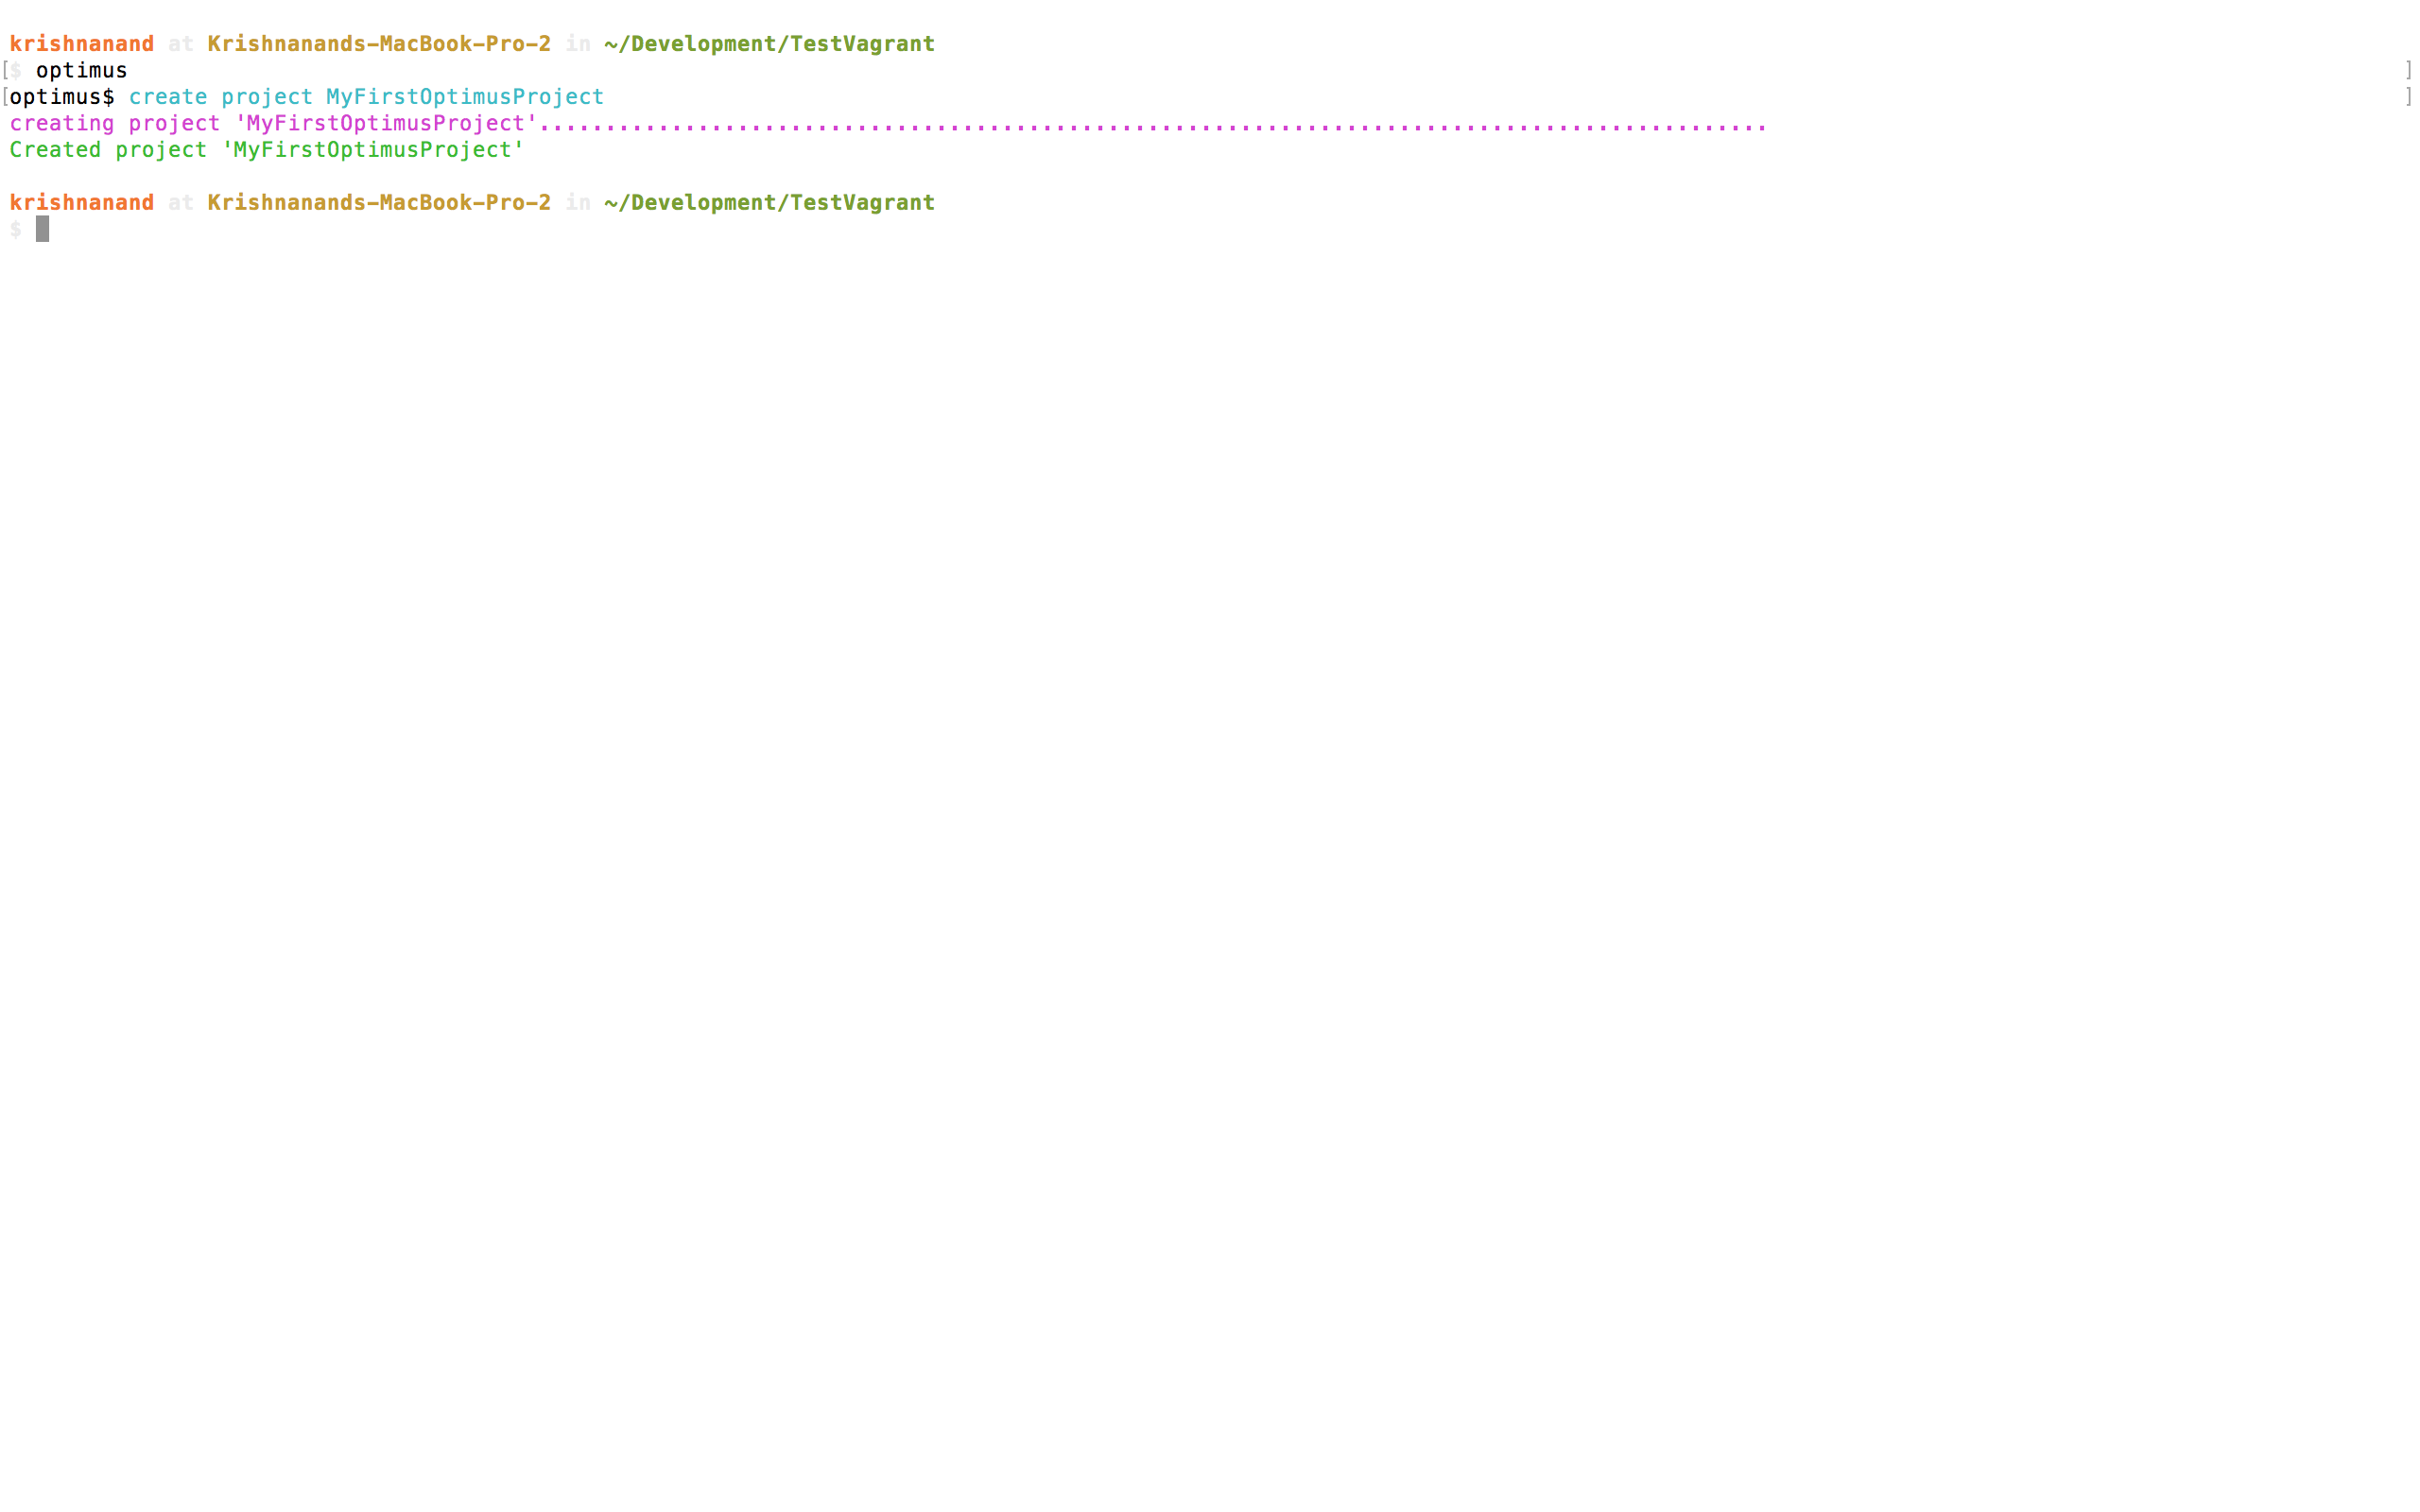 krishnanand at Krishnanands-MacBook-Pro-2 in ~/Development/TestVagrant
[$ optimus ]
[optimus$ create project MyFirstOptimusProject ]
creating project 'MyFirstOptimusProject'.............................................................................................
Created project 'MyFirstOptimusProject'
krishnanand at Krishnanands-MacBook-Pro-2 in ~/Development/TestVagrant
$